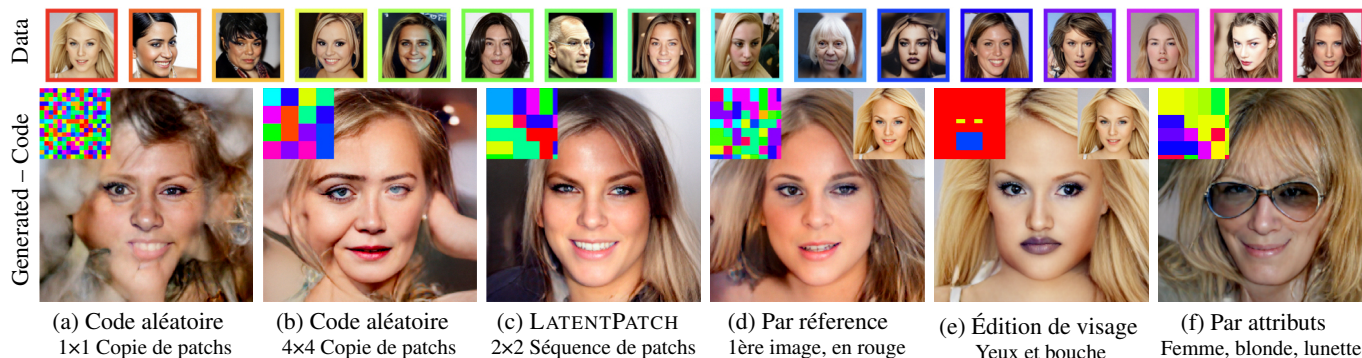 Data
Generated – Code
(a) Code aléatoire
1×1 Copie de patchs
(b) Code aléatoire
4×4 Copie de patchs
(c) LATENTPATCH
2×2 Séquence de patchs
(d) Par réference
1ère image, en rouge
(e) Édition de visage
Yeux et bouche
(f) Par attributs
Femme, blonde, lunette